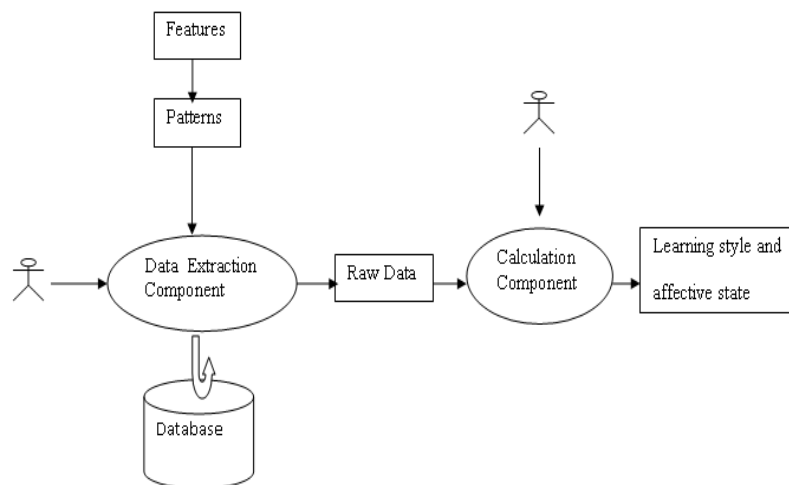 Features
Patterns
Data Extraction
Component
Raw Data
Calculation
Component
Learning style and
affective state
Database